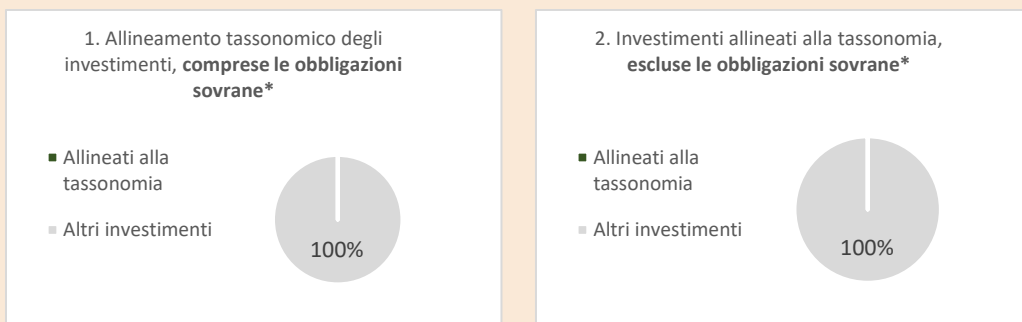 1. Allineamento tassonomico degli
investimenti, comprese le obbligazioni
sovrane*
Allineati alla
tassonomia
Altri investimenti
100%
2. Investimenti allineati alla tassonomia,
escluse le obbligazioni sovrane*
Allineati alla
tassonomia
Altri investimenti
100%